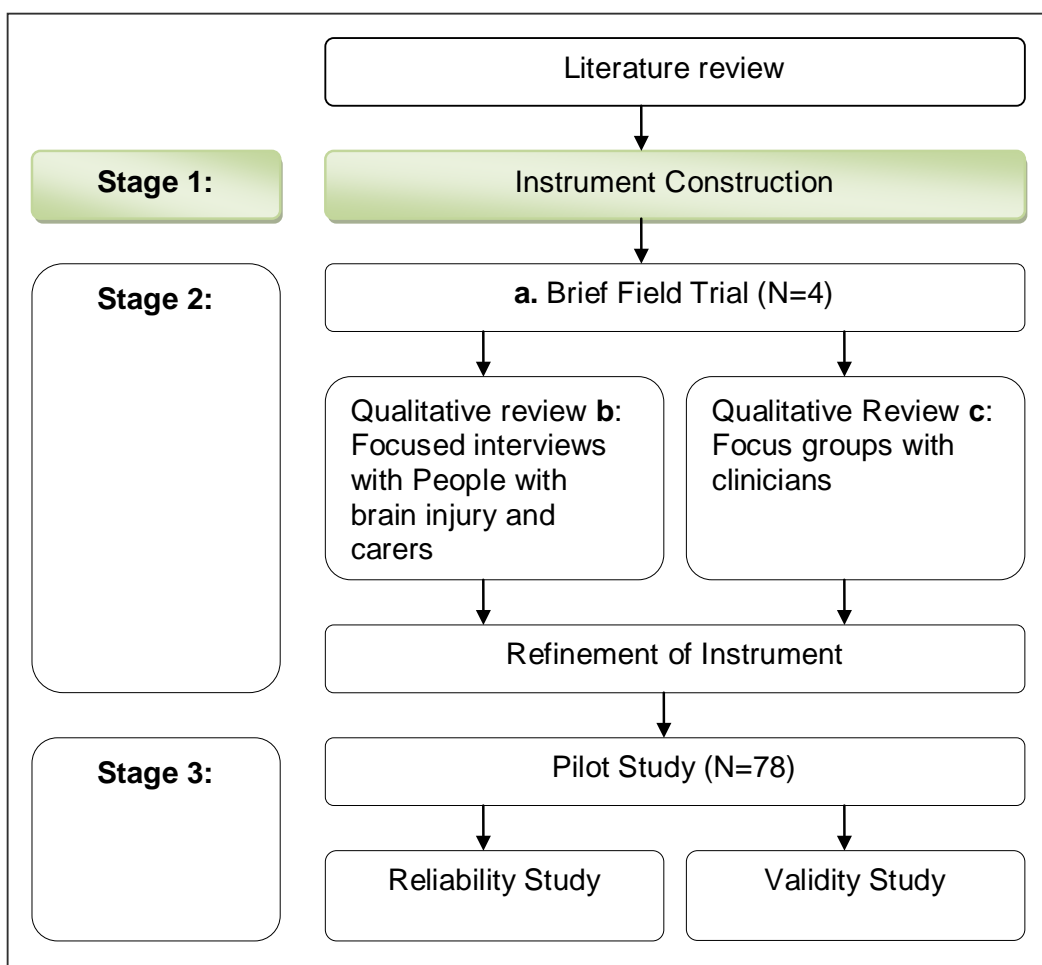 Literature review
Stage 1:
Instrument Construction
Stage 2:
a. Brief Field Trial (N=4)
Qualitative review b:
Focused interviews
with People with
brain injury and
carers
Qualitative Review c:
Focus groups with
clinicians
Refinement of Instrument
Stage 3:
Pilot Study (N=78)
Reliability Study
Validity Study